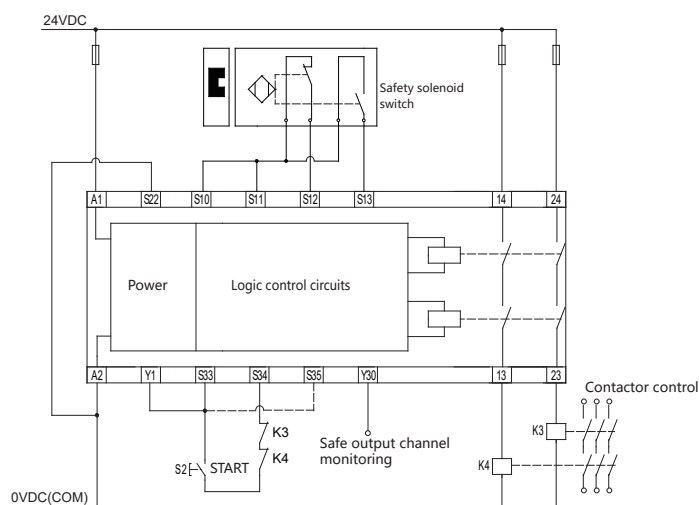 24VDC
Safety solenoid
switch
A1 S22 S10 S11 S12 S13 14 24
Power
Logic control circuits
A2 Y1 S33 S34 S35 Y30 13 23
Contactor control
K3
K3
Safe output channel
monitoring
K4
S2 START
K4
0VDC(COM)